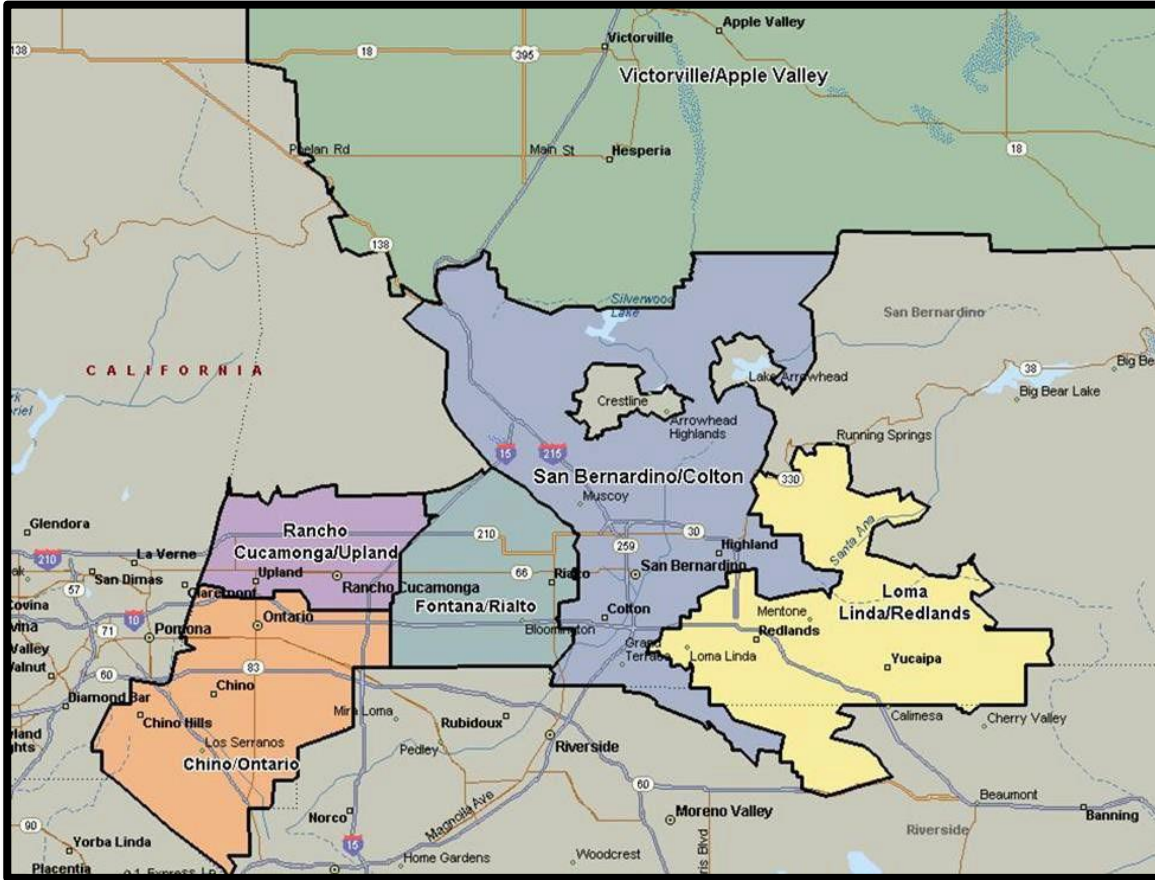 Apple Valley
138
18
395
Victorville
Victorville/Apple Valley
Phelan Rd
Main St
Hesperia
18
138
Silverwood
Lake
San Bernardino
CALIFORNIA
Lake Arrowhead
38
Big Bear Lake
Crestline
Arrowhead
Highlands
Running Springs
15
215
San Bernardino/Colton
330
Muscoy
Glendora
Rancho
Cucamonga/Upland
210
30
Santa Ana
210
La Verne
259
Highland
San Dimas
Upland
66
Rialto
San Bernardino
57
Claremont
Rancho Cucamonga
Covina
Fontana/Rialto
Loma
Linda/Redlands
10
Colton
Mentone
71
Pomona
Ontario
Bloomington
Redlands
Valley
Walnut
Grand
Terrace
Loma Linda
Yucaipa
60
83
Diamond Bar
Chino
Chino Hills
Mira Loma
Rubidoux
Calimesa
Cherry Valley
Los Serranos
Pedley
Riverside
Chino/Ontario
60
Beaumont
Norco
Magnolia Ave
Moreno Valley
Banning
90
Riverside
Yorba Linda
15
Placentia
Home Gardens
Woodcrest